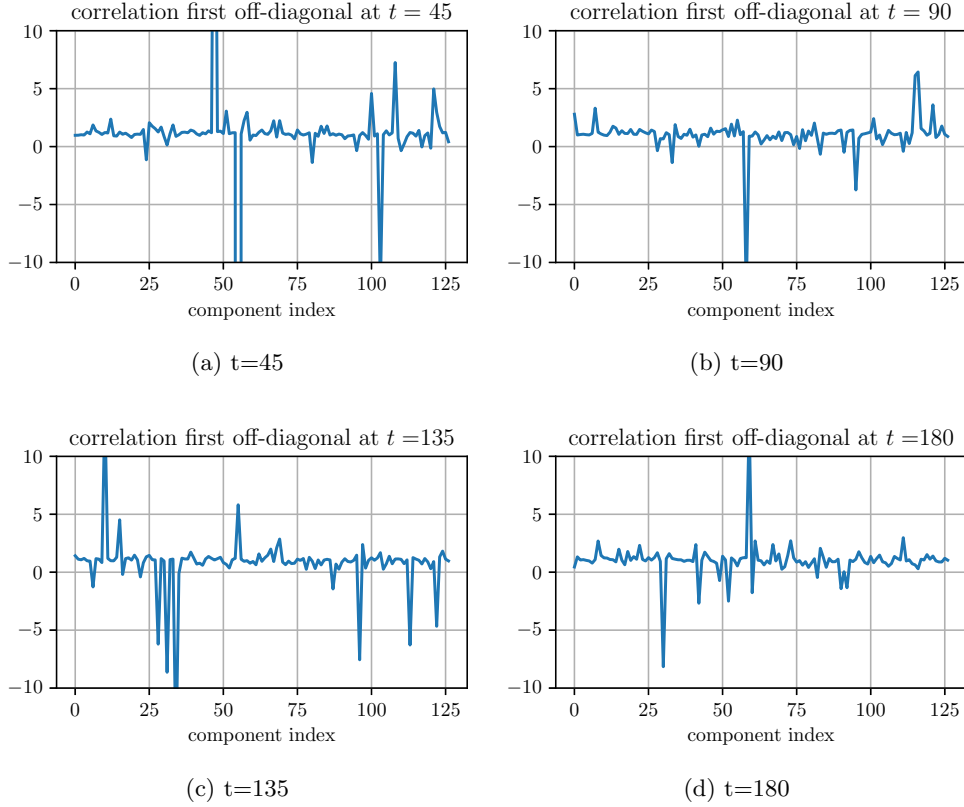 correlation first off-diagonal at t = 45
10
5
0
−5
−10
0 25 50 75 100 125
component index
(a) t=45
correlation first off-diagonal at t = 90
10
5
0
−5
−10
0 25 50 75 100 125
component index
(b) t=90
correlation first off-diagonal at t =135
10
5
0
−5
−10
0 25 50 75 100 125
component index
(c) t=135
correlation first off-diagonal at t =180
10
5
0
−5
−10
0 25 50 75 100 125
component index
(d) t=180